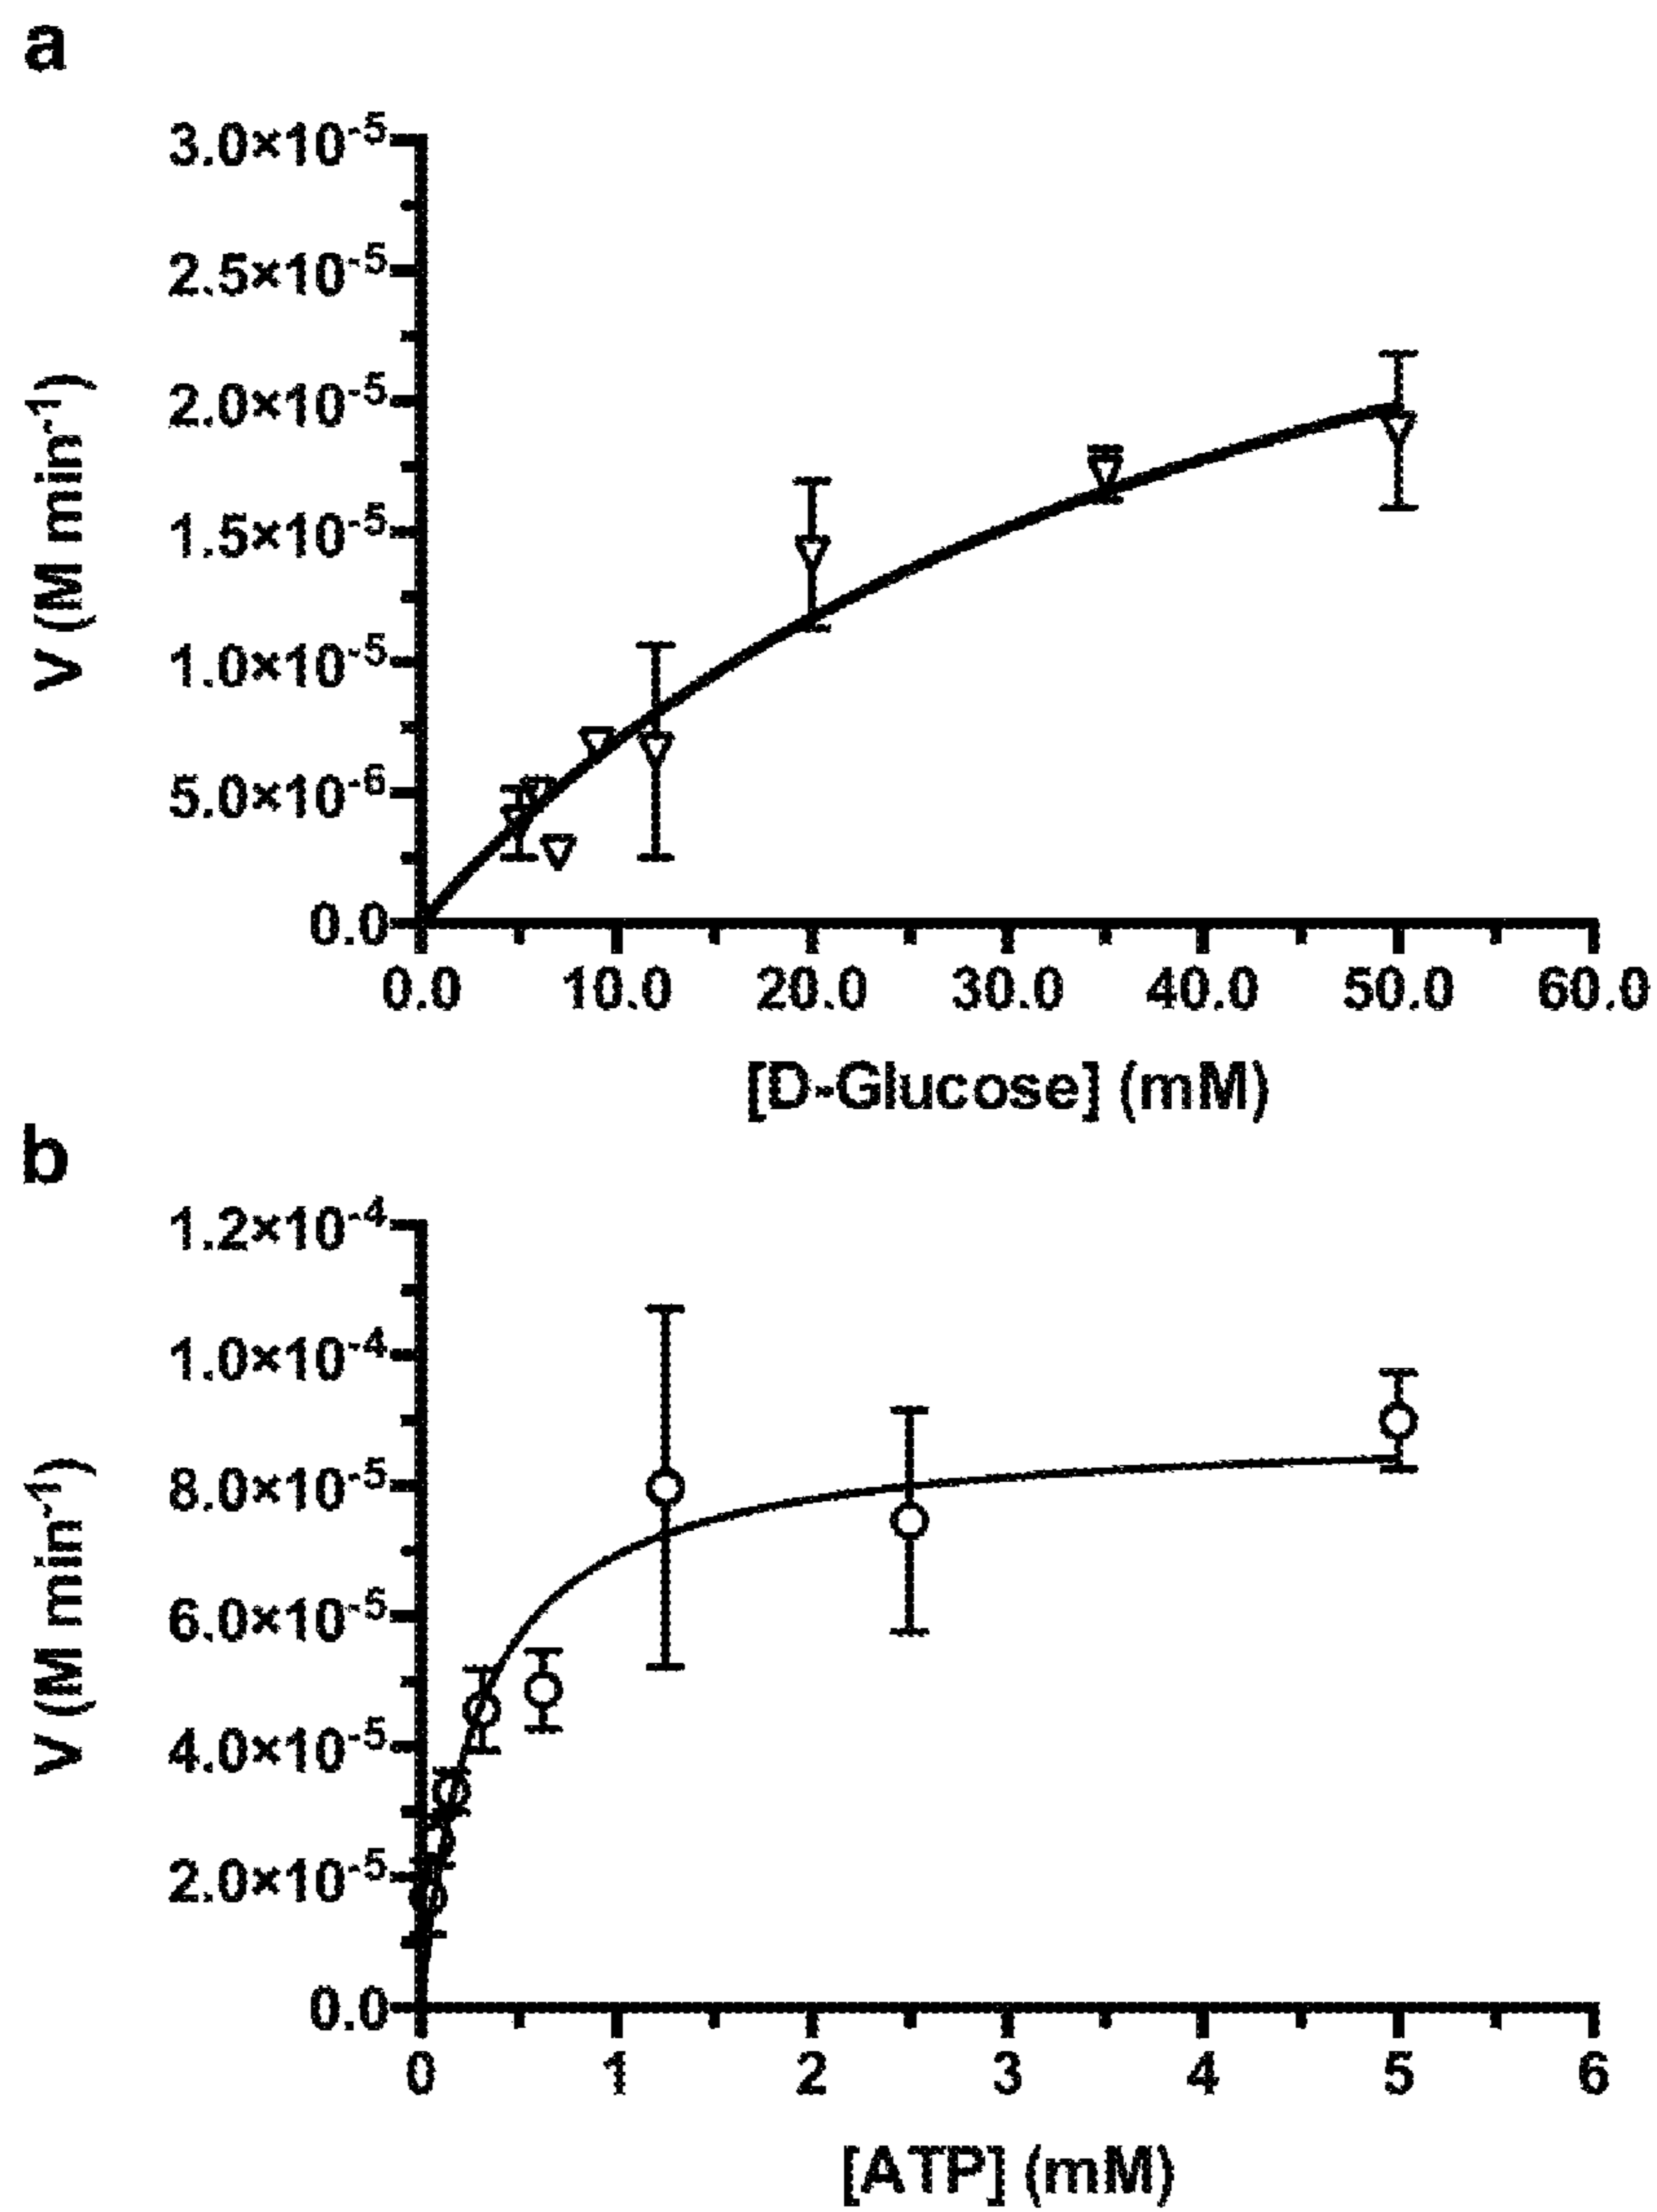 a
3.0×10⁻⁵
2.5×10⁻⁵
2.0×10⁻⁵
1.5×10⁻⁵
1.0×10⁻⁵
5.0×10⁻⁶
0.0
V (M min⁻¹)
0.0 10.0 20.0 30.0 40.0 50.0 60.0
[D-Glucose] (mM)
b
1.2×10⁻⁴
1.0×10⁻⁴
8.0×10⁻⁵
6.0×10⁻⁵
4.0×10⁻⁵
2.0×10⁻⁵
0.0
V (M min⁻¹)
0 1 2 3 4 5 6
[ATP] (mM)